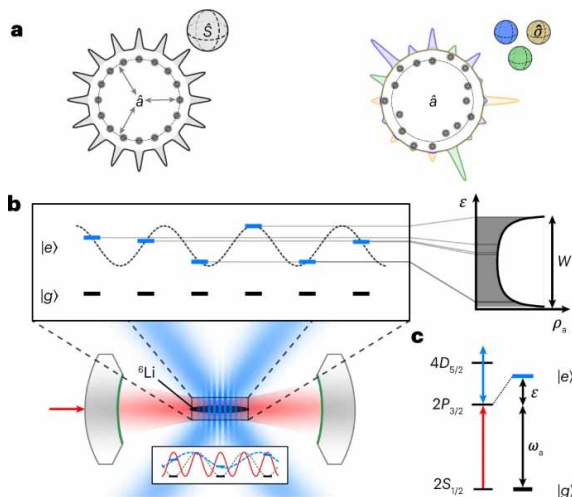 a
Ŝ
σ̂
â
â
b
ε
|e⟩
W
|g⟩
ρₐ
c
⁶Li
4D₅/₂
|e⟩
ε
2P₃/₂
ωₐ
2S₁/₂
|g⟩